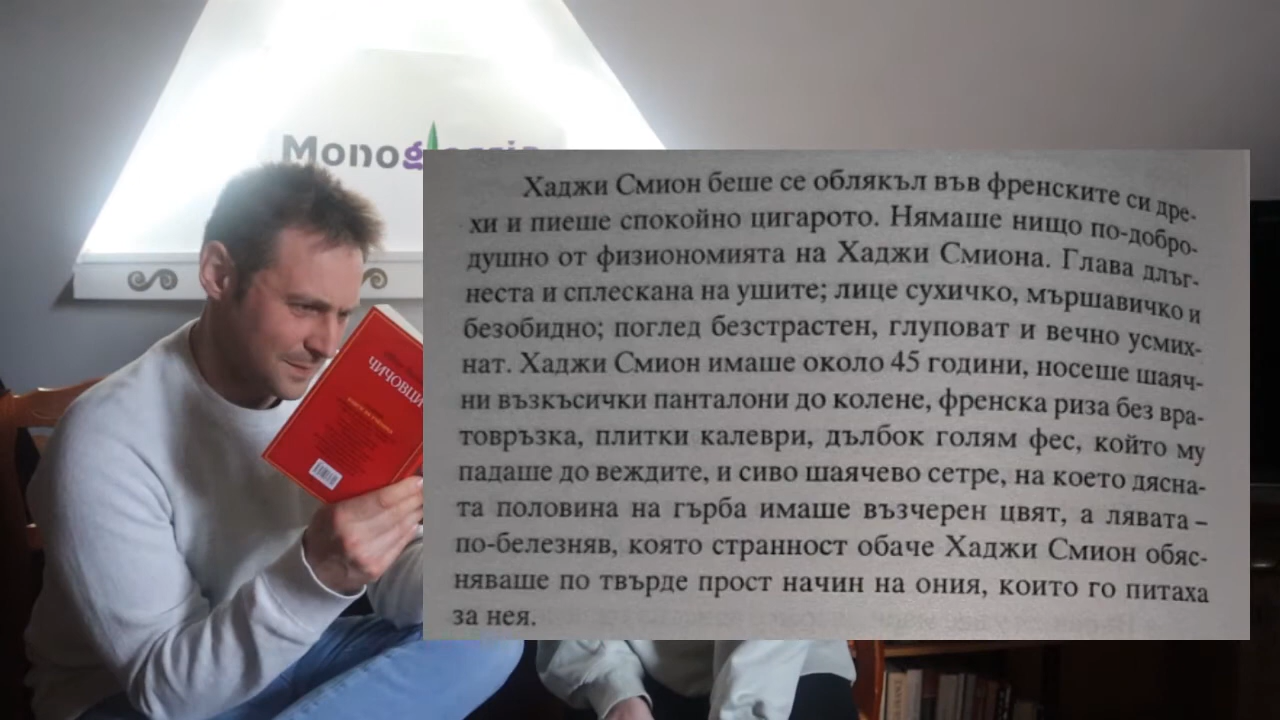 Mono
ЧИЧОВЦИ
Хаджи Смион беше се облякъл във френските си дре-
хи и пиеше спокойно цигарото. Нямаше нищо по-добро-
душно от физиономията на Хаджи Смиона. Глава длъг-
неста и сплескана на ушите; лице сухичко, мършавичко и
безобидно; поглед безстрастен, глуповат и вечно усмих-
нат. Хаджи Смион имаше около 45 години, носеше шаяч-
ни възкъсички панталони до колене, френска риза без вра-
товръзка, плитки калеври, дълбок голям фес, който му
падаше до веждите, и сиво шаячево сетре, на което дясна-
та половина на гърба имаше възчерен цвят, а лявата –
по-белезняв, която странност обаче Хаджи Смион обяс-
няваше по твърде прост начин на ония, които го питаха
за нея.